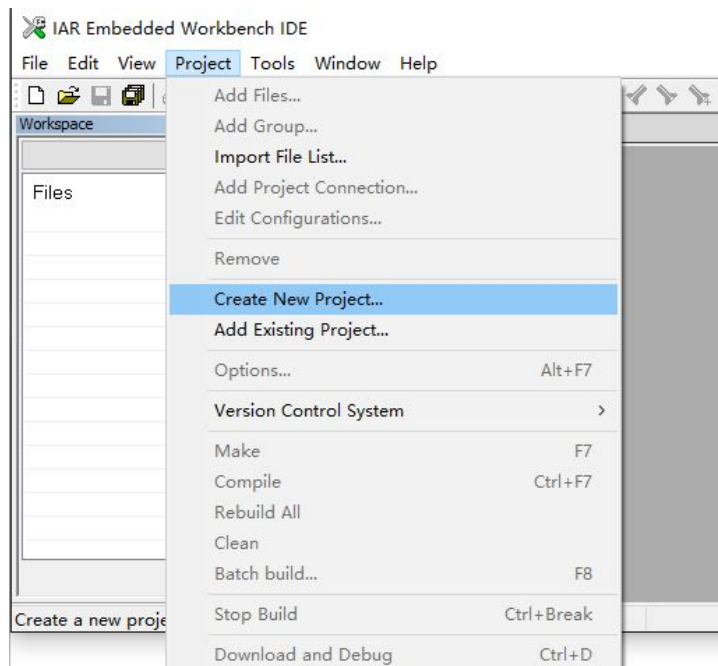 IAR Embedded Workbench IDE
File Edit View Project Tools Window Help
Workspace
Files
Add Files...
Add Group...
Import File List...
Add Project Connection...
Edit Configurations...
Remove
Create New Project...
Add Existing Project...
Options... Alt+F7
Version Control System >
Make F7
Compile Ctrl+F7
Rebuild All
Clean
Batch build... F8
Stop Build Ctrl+Break
Download and Debug Ctrl+D
Create a new proje